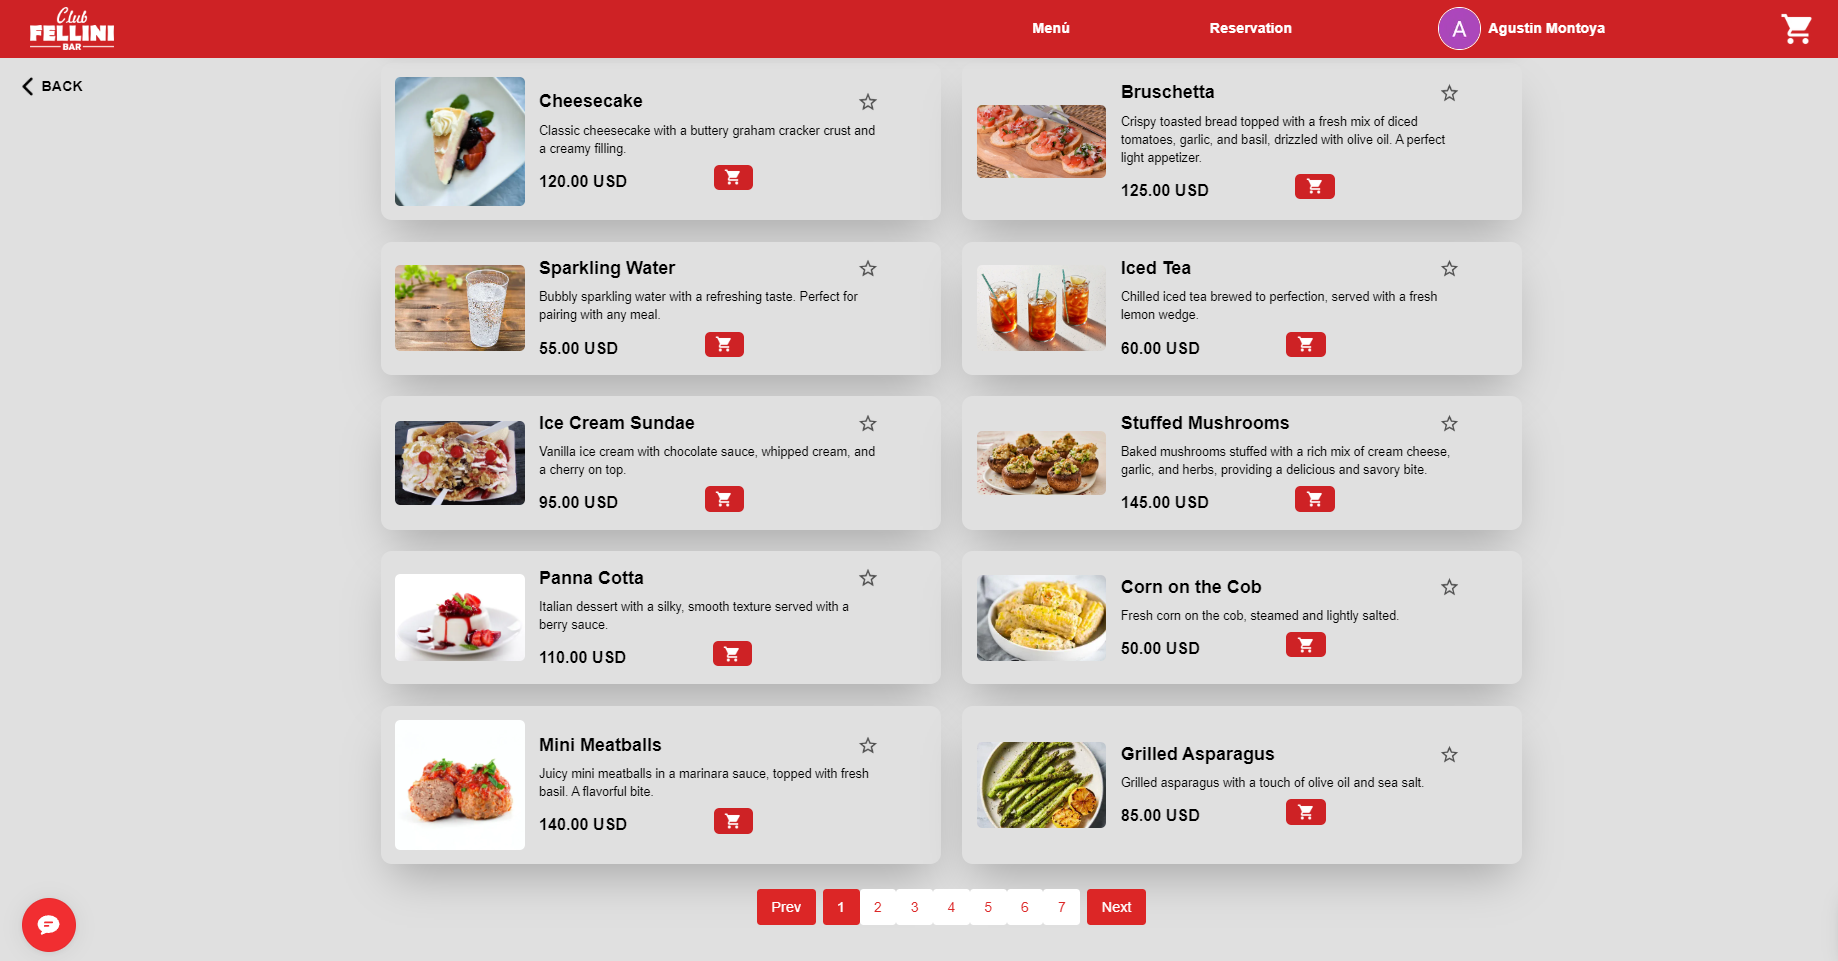 Club
FELLINI
BAR
Menú
Reservation
A
Agustin Montoya
BACK
Cheesecake
Classic cheesecake with a buttery graham cracker crust and
a creamy filling.
120.00 USD
Bruschetta
Crispy toasted bread topped with a fresh mix of diced
tomatoes, garlic, and basil, drizzled with olive oil. A perfect
light appetizer.
125.00 USD
Sparkling Water
Bubbly sparkling water with a refreshing taste. Perfect for
pairing with any meal.
55.00 USD
Iced Tea
Chilled iced tea brewed to perfection, served with a fresh
lemon wedge.
60.00 USD
Ice Cream Sundae
Vanilla ice cream with chocolate sauce, whipped cream, and
a cherry on top.
95.00 USD
Stuffed Mushrooms
Baked mushrooms stuffed with a rich mix of cream cheese,
garlic, and herbs, providing a delicious and savory bite.
145.00 USD
Panna Cotta
Italian dessert with a silky, smooth texture served with a
berry sauce.
110.00 USD
Corn on the Cob
Fresh corn on the cob, steamed and lightly salted.
50.00 USD
Mini Meatballs
Juicy mini meatballs in a marinara sauce, topped with fresh
basil. A flavorful bite.
140.00 USD
Grilled Asparagus
Grilled asparagus with a touch of olive oil and sea salt.
85.00 USD
Prev 1 2 3 4 5 6 7 Next